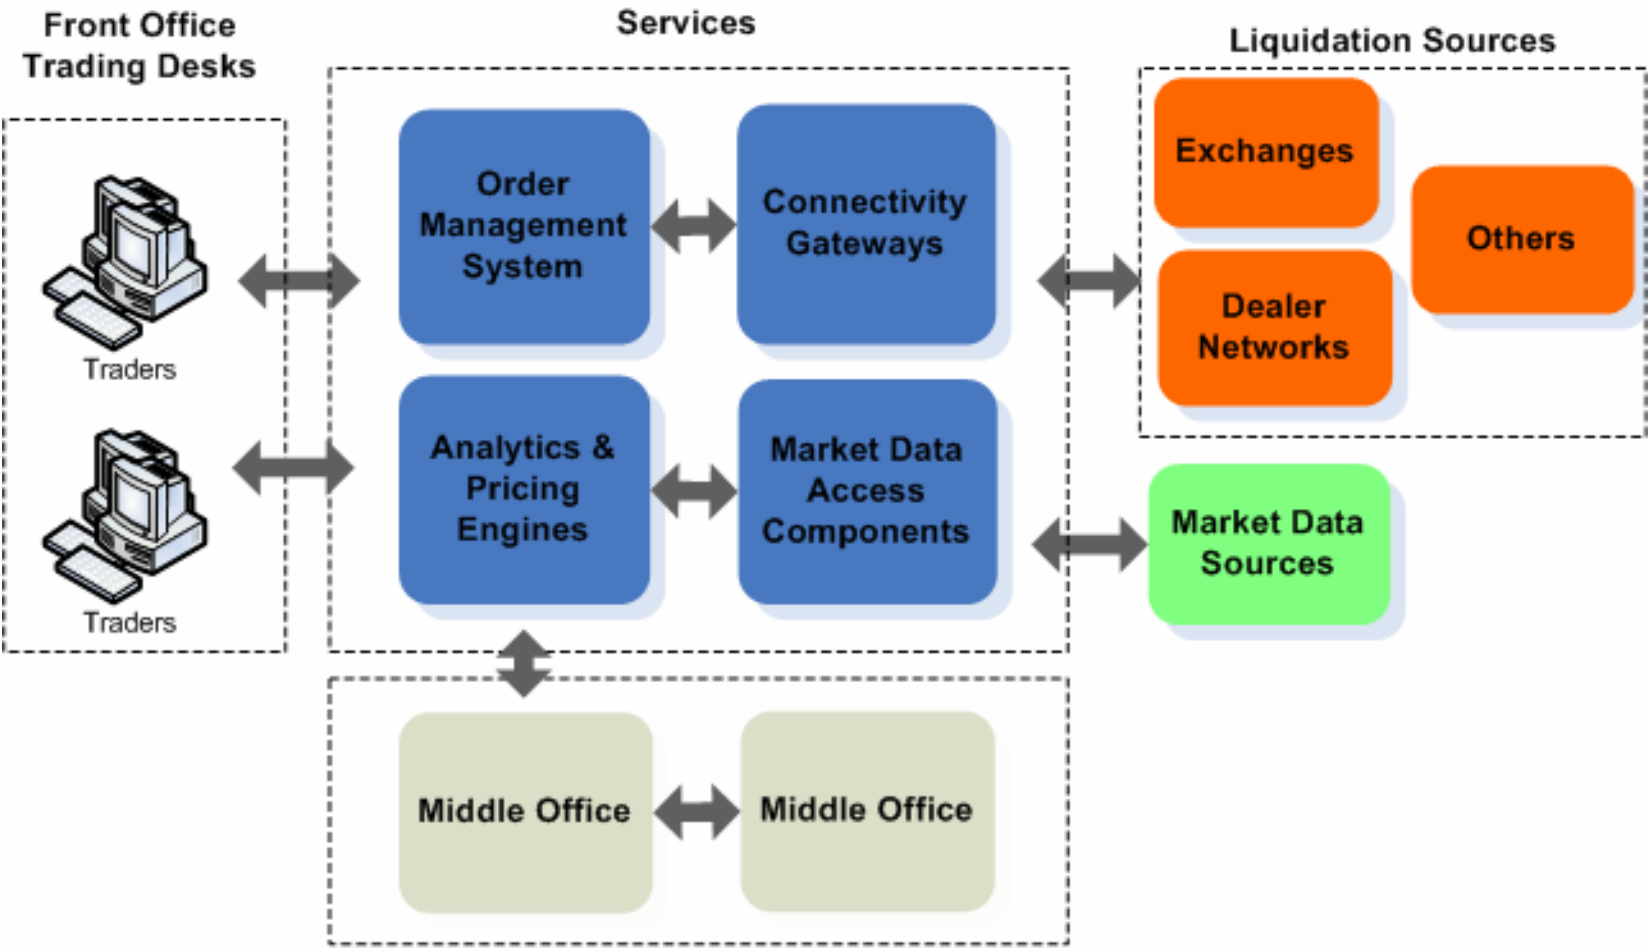 Front Office
Trading Desks
Services
Liquidation Sources
Traders
Traders
Order
Management
System
Connectivity
Gateways
Analytics &
Pricing
Engines
Market Data
Access
Components
Exchanges
Others
Dealer
Networks
Market Data
Sources
Middle Office
Middle Office